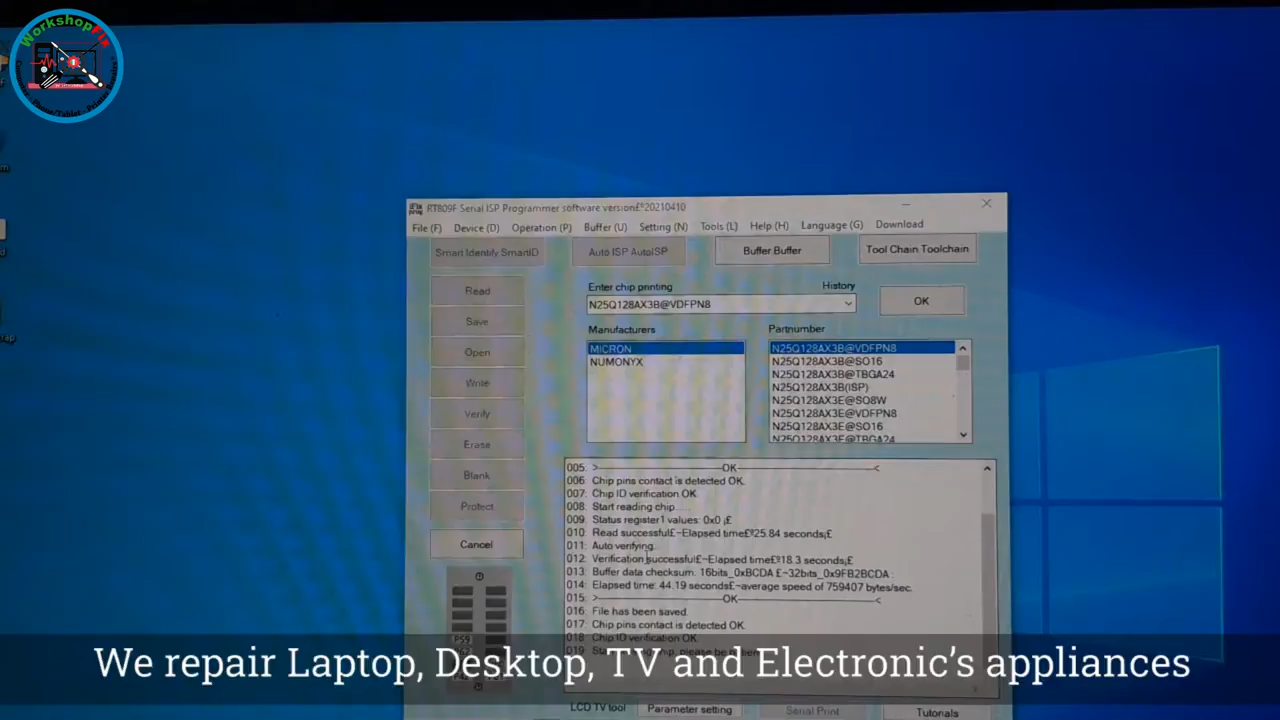 WorkshopFix
RT809F Serial ISP Programmer software version£º20210410
File (F) Device (D) Operation (P) Buffer (U) Setting (N) Tools (L) Help (H) Language (G) Download
Smart Identify SmartID Auto ISP AutoISP Buffer Buffer Tool Chain Toolchain
Read
Save
Open
Write
Verify
Erase
Blank
Protect
Cancel
Enter chip printing History
N25Q128AX3B@VDFPN8 OK
Manufacturers Partnumber
MICRON
NUMONYX
N25Q128AX3B@VDFPN8
N25Q128AX3B@SO16
N25Q128AX3B@TBGA24
N25Q128AX3B(ISP)
N25Q128AX3E@SO8W
N25Q128AX3E@VDFPN8
N25Q128AX3E@SO16
N25Q128AX3E@TBGA24
005: >--------------------OK--------------------<
006: Chip pins contact is detected OK.
007: Chip ID verification OK.
008: Start reading chip.....
009: Status register1 values: 0x0 ¡£
010: Read successful£¬Elapsed time£º25.84 seconds¡£
011: Auto verifying...
012: Verification successful£¬Elapsed time£º18.3 seconds¡£
013: Buffer data checksum: 16bits_0xBCDA £¬32bits_0x9FB2BCDA :
014: Elapsed time: 44.19 seconds£¬average speed of 759407 bytes/sec.
015: >--------------------OK--------------------<
016: File has been saved.
017: Chip pins contact is detected OK.
018: Chip ID verification OK.
019:
We repair Laptop, Desktop, TV and Electronic’s appliances
LCD TV tool Parameter setting Serial Print Tutorials